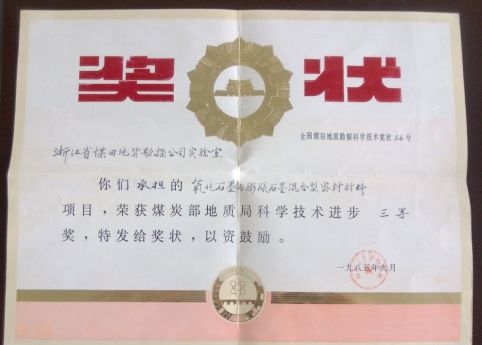 奖状
全国煤田地质勘探科学技术奖状54号
浙江省煤田地质勘探公司实验室
你们承担的氧化石墨与膨胀石墨混合型密封材料
项目，荣获煤炭部地质局科学技术进步三等
奖，特发给奖状，以资鼓励。
一九八五年九月